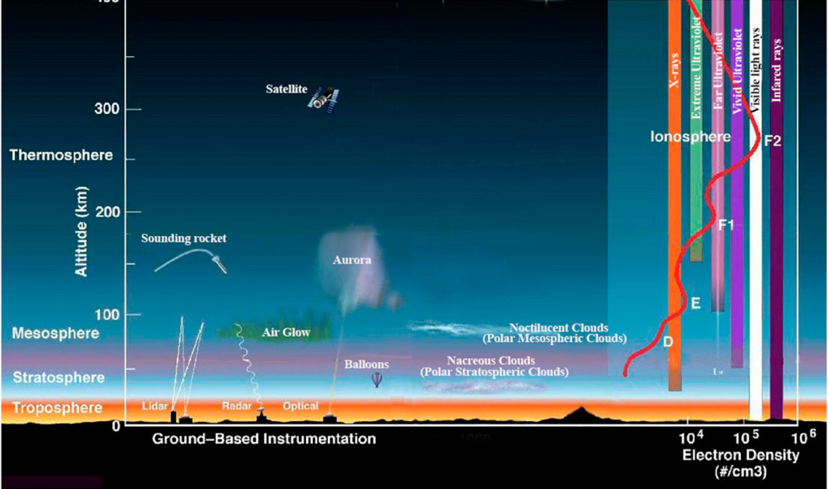 400
Satellite
300
Thermosphere
Altitude (km)
200
Sounding rocket
Aurora
100
Mesosphere
Air Glow
Noctilucent Clouds
(Polar Mesospheric Clouds)
Stratosphere
Balloons
Nacreous Clouds
(Polar Stratospheric Clouds)
Troposphere
Lidar
Radar
Optical
0
Ground–Based Instrumentation
X-rays
Extreme Ultraviolet
Far Ultraviolet
Vivid Ultraviolet
Visible light rays
Infared rays
Ionosphere
F2
F1
E
D
10⁴
10⁵
10⁶
Electron Density
(#/cm3)